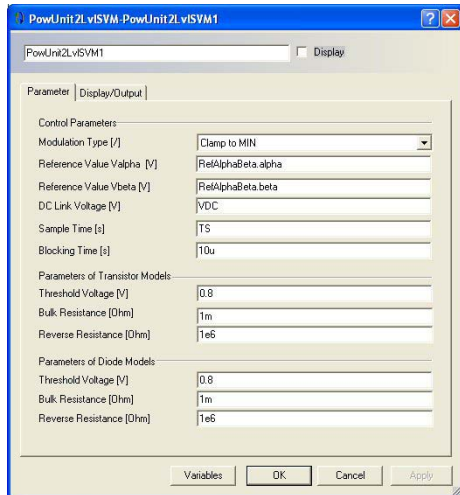 PowUnit2LvlSVM-PowUnit2LvlSVM1
PowUnit2LvlSVM1
Display
Parameter
Display/Output
Control Parameters
Modulation Type [/]
Clamp to MIN
Reference Value Valpha [V]
RefAlphaBeta.alpha
Reference Value Vbeta [V]
RefAlphaBeta.beta
DC Link Voltage [V]
VDC
Sample Time [s]
TS
Blocking Time [s]
10u
Parameters of Transistor Models
Threshold Voltage [V]
0.8
Bulk Resistance [Ohm]
1m
Reverse Resistance [Ohm]
1e6
Parameters of Diode Models
Threshold Voltage [V]
0.8
Bulk Resistance [Ohm]
1m
Reverse Resistance [Ohm]
1e6
Variables
OK
Cancel
Apply